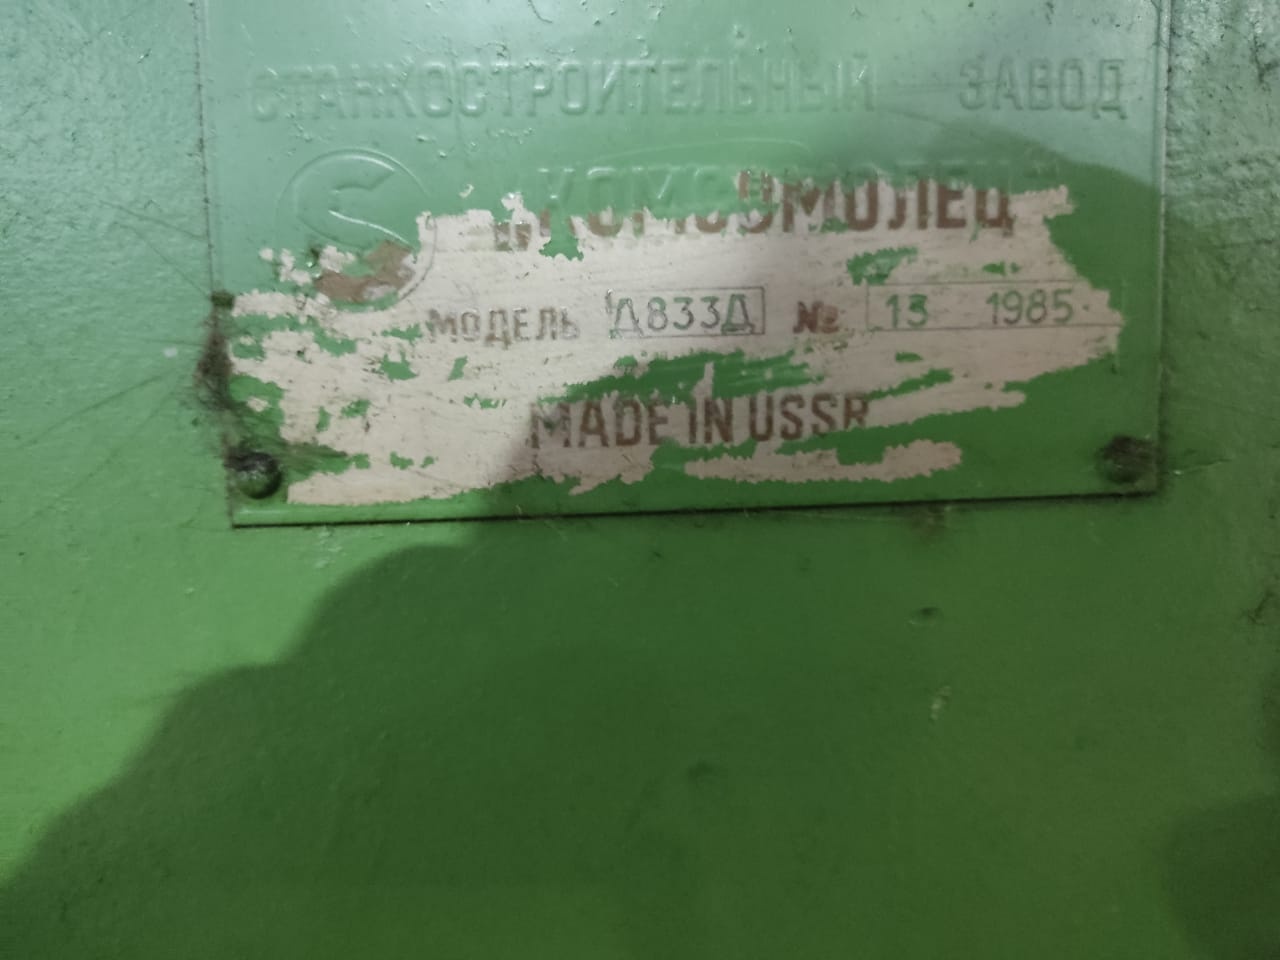 СТАНКОСТРОИТЕЛЬНЫЙ ЗАВОД
"КОМСОМОЛЕЦ"
МОДЕЛЬ Д833Д № 13 1985
MADE IN USSR